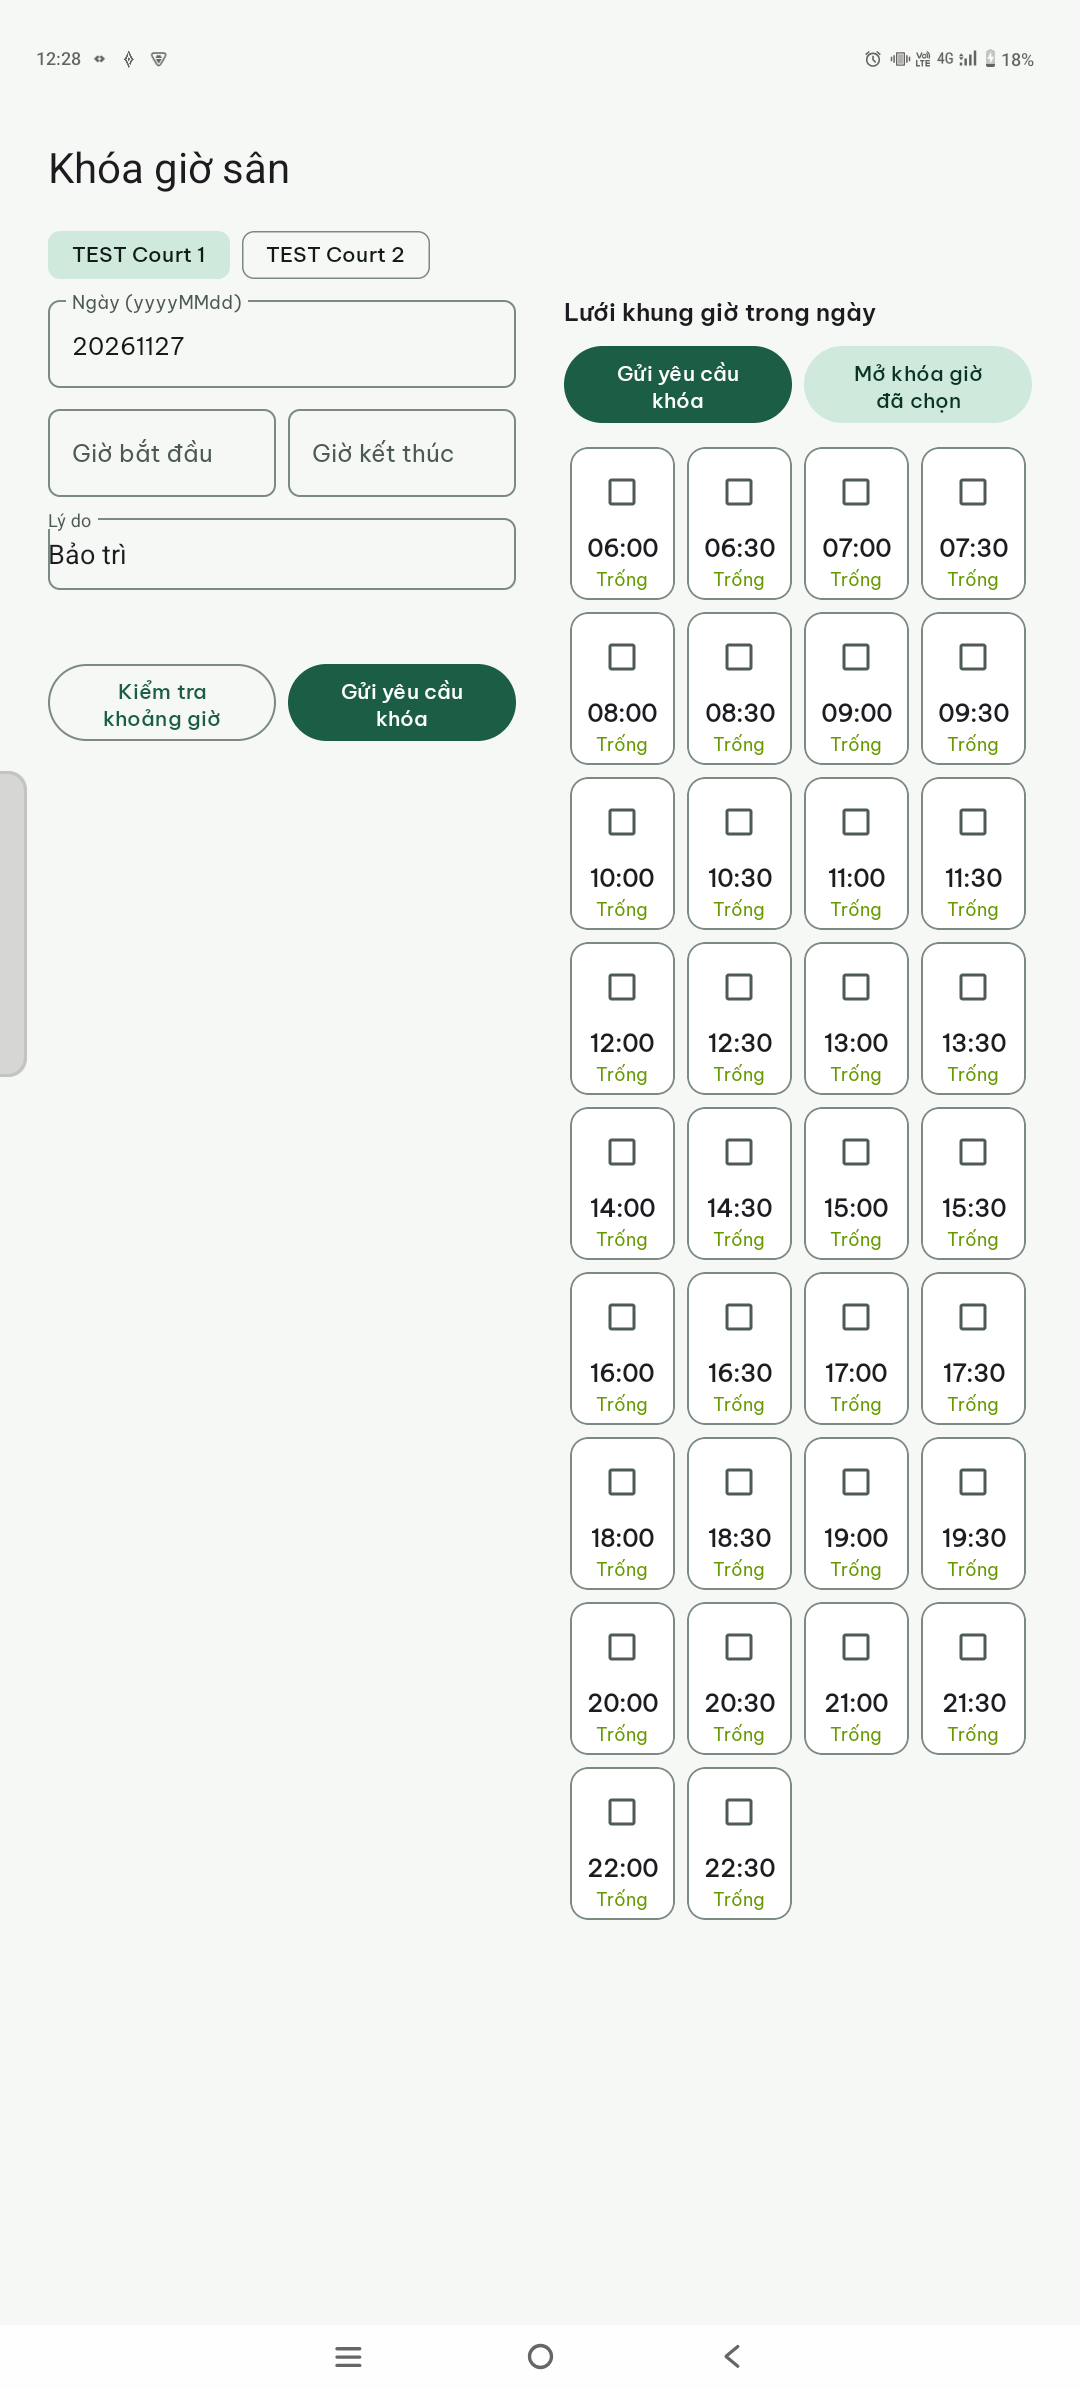 12:28
4G 18%
Khóa giờ sân
TEST Court 1 TEST Court 2
Ngày (yyyyMMdd)
20261127
Giờ bắt đầu Giờ kết thúc
Lý do
Bảo trì
Kiểm tra
khoảng giờ
Gửi yêu cầu
khóa
Lưới khung giờ trong ngày
Gửi yêu cầu
khóa
Mở khóa giờ
đã chọn
06:00 06:30 07:00 07:30
Trống Trống Trống Trống
08:00 08:30 09:00 09:30
Trống Trống Trống Trống
10:00 10:30 11:00 11:30
Trống Trống Trống Trống
12:00 12:30 13:00 13:30
Trống Trống Trống Trống
14:00 14:30 15:00 15:30
Trống Trống Trống Trống
16:00 16:30 17:00 17:30
Trống Trống Trống Trống
18:00 18:30 19:00 19:30
Trống Trống Trống Trống
20:00 20:30 21:00 21:30
Trống Trống Trống Trống
22:00 22:30
Trống Trống